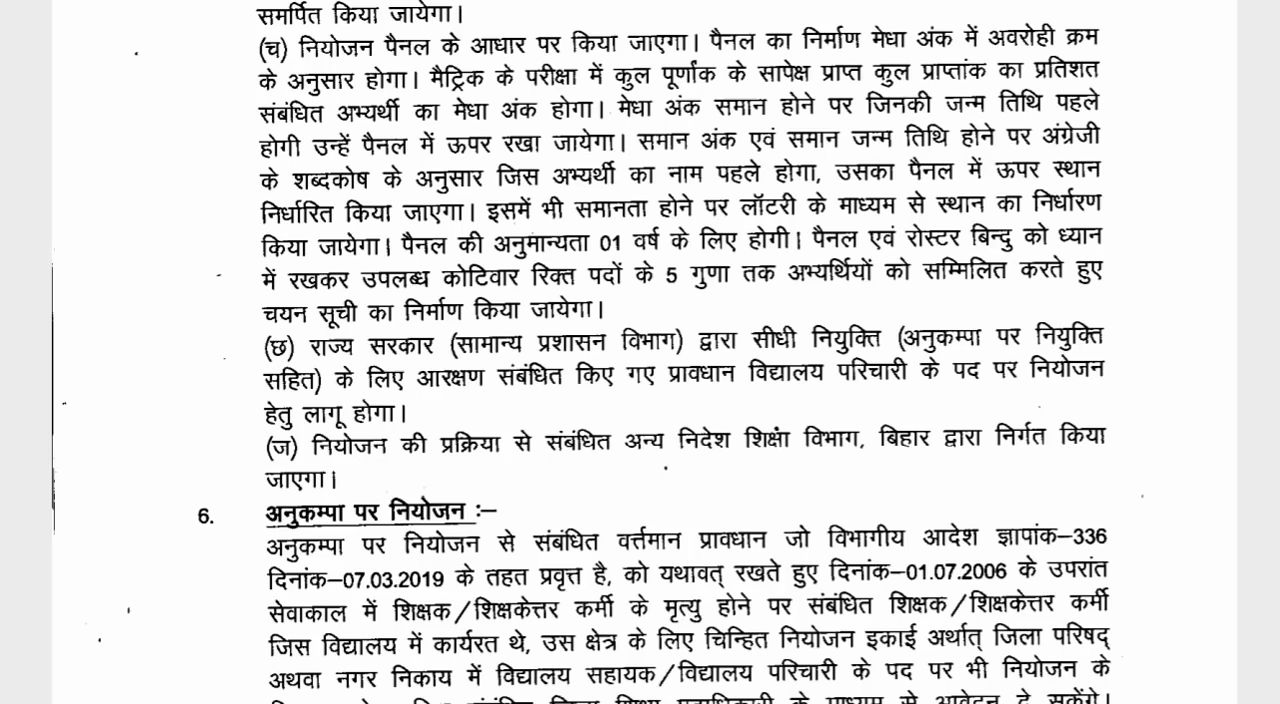 समर्पित किया जायेगा।
(च) नियोजन पैनल के आधार पर किया जाएगा। पैनल का निर्माण मेधा अंक में अवरोही क्रम
के अनुसार होगा। मैट्रिक के परीक्षा में कुल पूर्णांक के सापेक्ष प्राप्त कुल प्राप्तांक का प्रतिशत
संबंधित अभ्यर्थी का मेधा अंक होगा। मेधा अंक समान होने पर जिनकी जन्म तिथि पहले
होगी उन्हें पैनल में ऊपर रखा जायेगा। समान अंक एवं समान जन्म तिथि होने पर अंग्रेजी
के शब्दकोष के अनुसार जिस अभ्यर्थी का नाम पहले होगा, उसका पैनल में ऊपर स्थान
निर्धारित किया जाएगा। इसमें भी समानता होने पर लॉटरी के माध्यम से स्थान का निर्धारण
किया जायेगा। पैनल की अनुमान्यता 01 वर्ष के लिए होगी। पैनल एवं रोस्टर बिन्दु को ध्यान
में रखकर उपलब्ध कोटिवार रिक्त पदों के 5 गुणा तक अभ्यर्थियों को सम्मिलित करते हुए
चयन सूची का निर्माण किया जायेगा।
(छ) राज्य सरकार (सामान्य प्रशासन विभाग) द्वारा सीधी नियुक्ति (अनुकम्पा पर नियुक्ति
सहित) के लिए आरक्षण संबंधित किए गए प्रावधान विद्यालय परिचारी के पद पर नियोजन
हेतु लागू होगा।
(ज) नियोजन की प्रक्रिया से संबंधित अन्य निदेश शिक्षा विभाग, बिहार द्वारा निर्गत किया
जाएगा।
6. अनुकम्पा पर नियोजन :–
अनुकम्पा पर नियोजन से संबंधित वर्त्तमान प्रावधान जो विभागीय आदेश ज्ञापांक–336
दिनांक–07.03.2019 के तहत प्रवृत्त है, को यथावत् रखते हुए दिनांक–01.07.2006 के उपरांत
सेवाकाल में शिक्षक/शिक्षकेत्तर कर्मी के मृत्यु होने पर संबंधित शिक्षक/शिक्षकेत्तर कर्मी
जिस विद्यालय में कार्यरत थे, उस क्षेत्र के लिए चिन्हित नियोजन इकाई अर्थात् जिला परिषद्
अथवा नगर निकाय में विद्यालय सहायक/विद्यालय परिचारी के पद पर भी नियोजन के
के माध्यम से आवेदन दे सकेंगे।